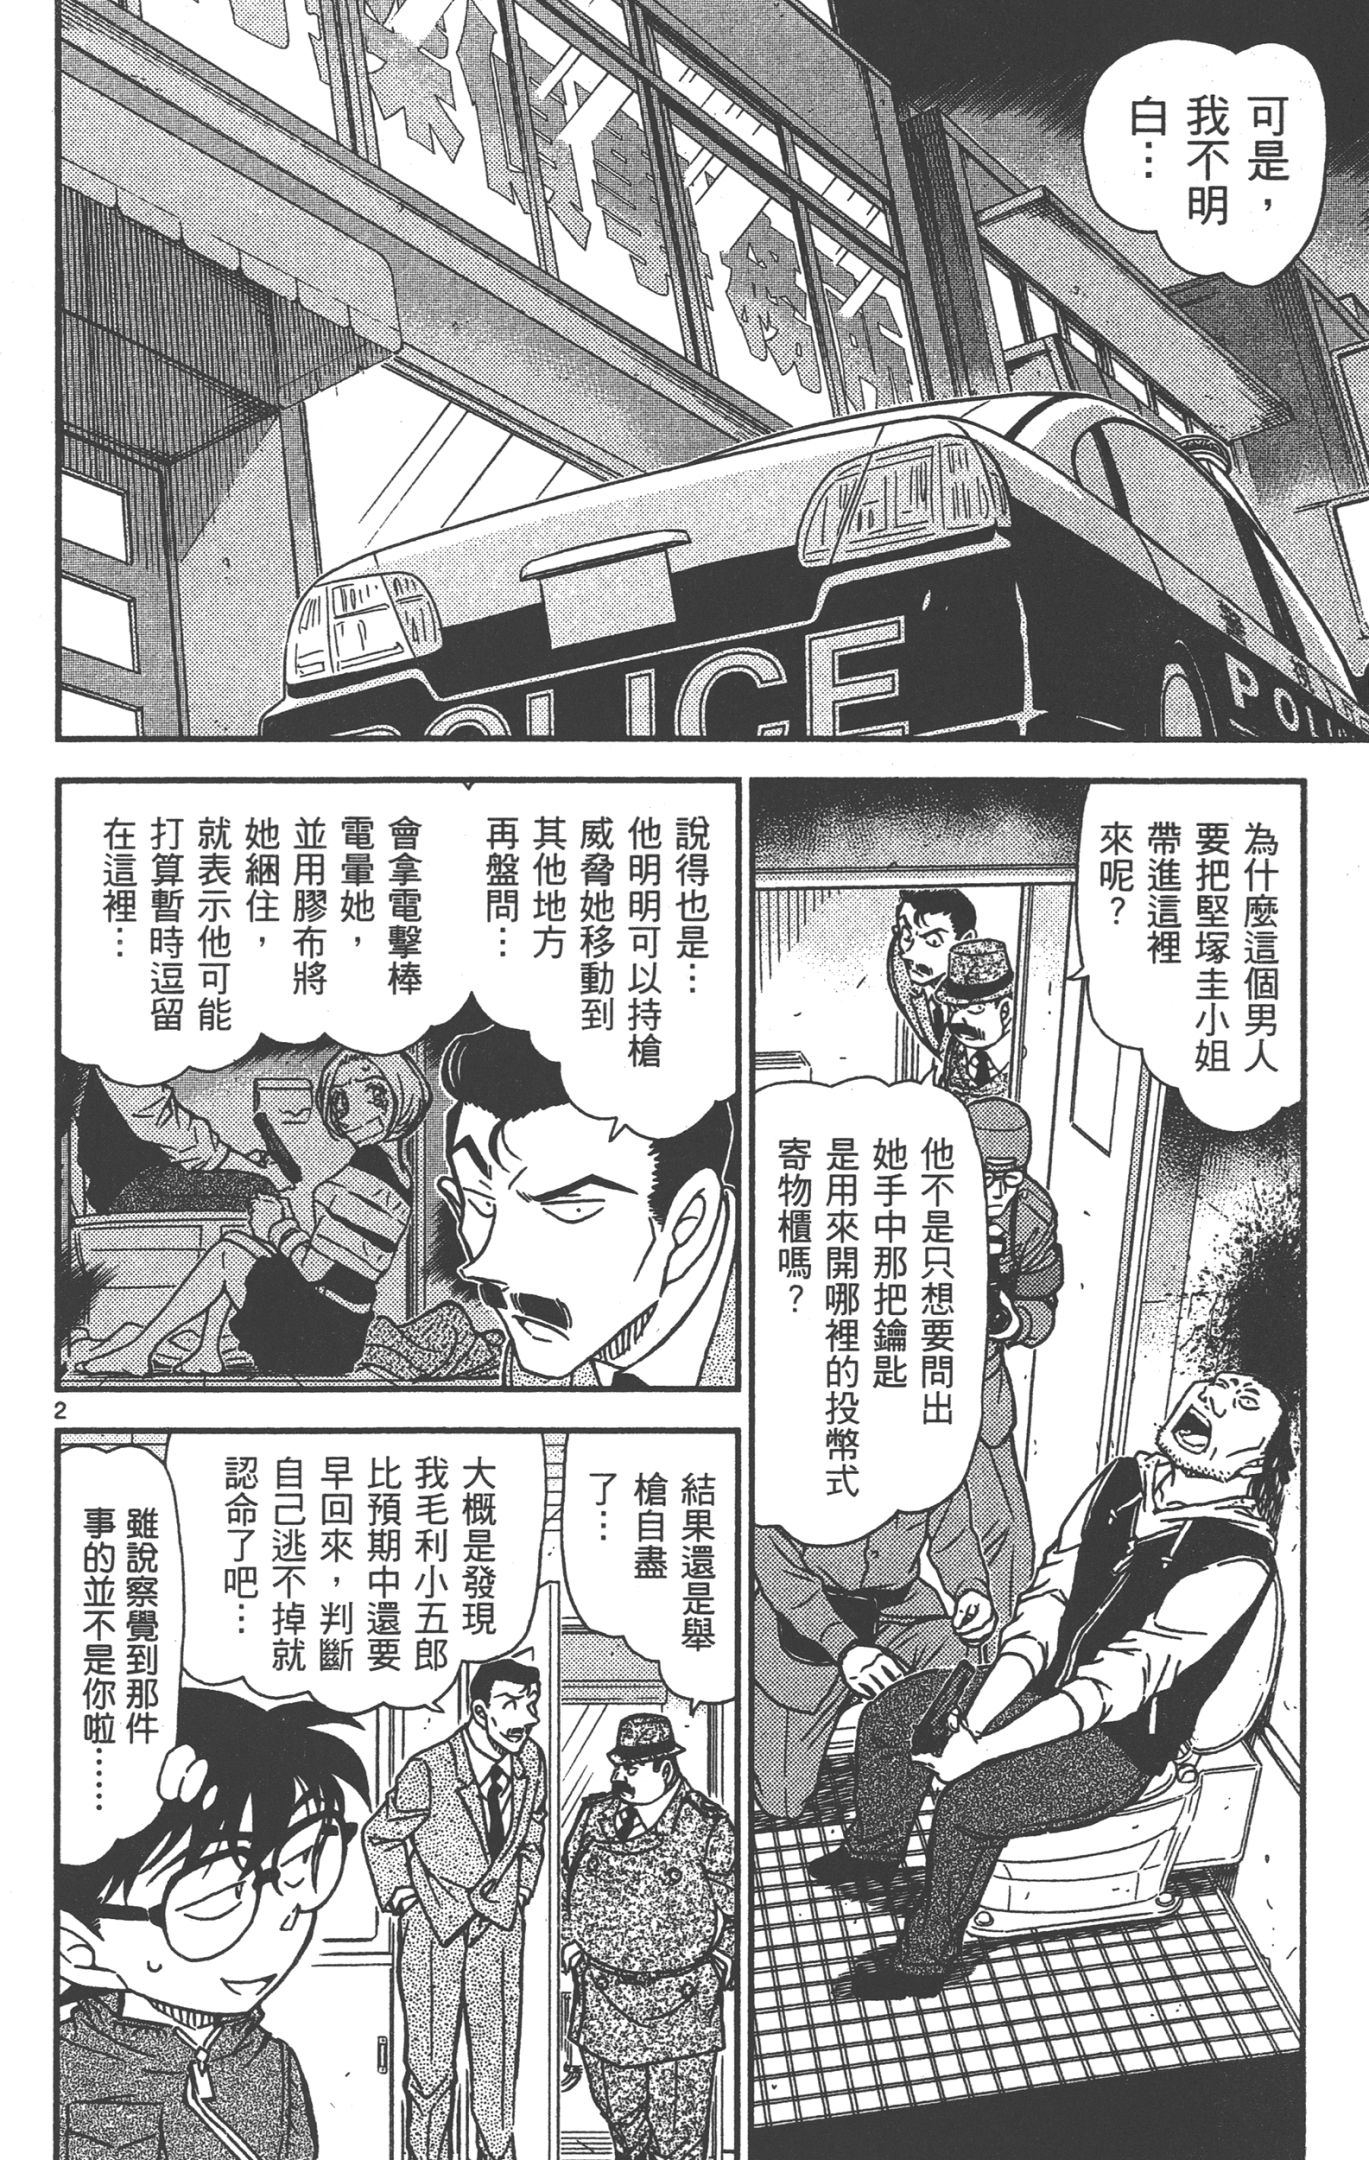 可是，
我不明
白…
POLICE
POLI
為什麼這個男人
要把堅塚圭小姐
帶進這裡
來呢？
他不是只想要問出
她手中那把鑰匙
是用來開哪裡的投幣式
寄物櫃嗎？
說得也是…
他明明可以持槍
威脅她移動到
其他地方
再盤問…
會拿電擊棒
電暈她，
並用膠布將
她綑住，
就表示他可能
打算暫時逗留
在這裡…
2
結果還是舉
槍自盡
了…
大概是發現
我毛利小五郎
比預期中還要
早回來，判斷
自己逃不掉就
認命了吧…
雖說察覺到那件
事的並不是你啦……